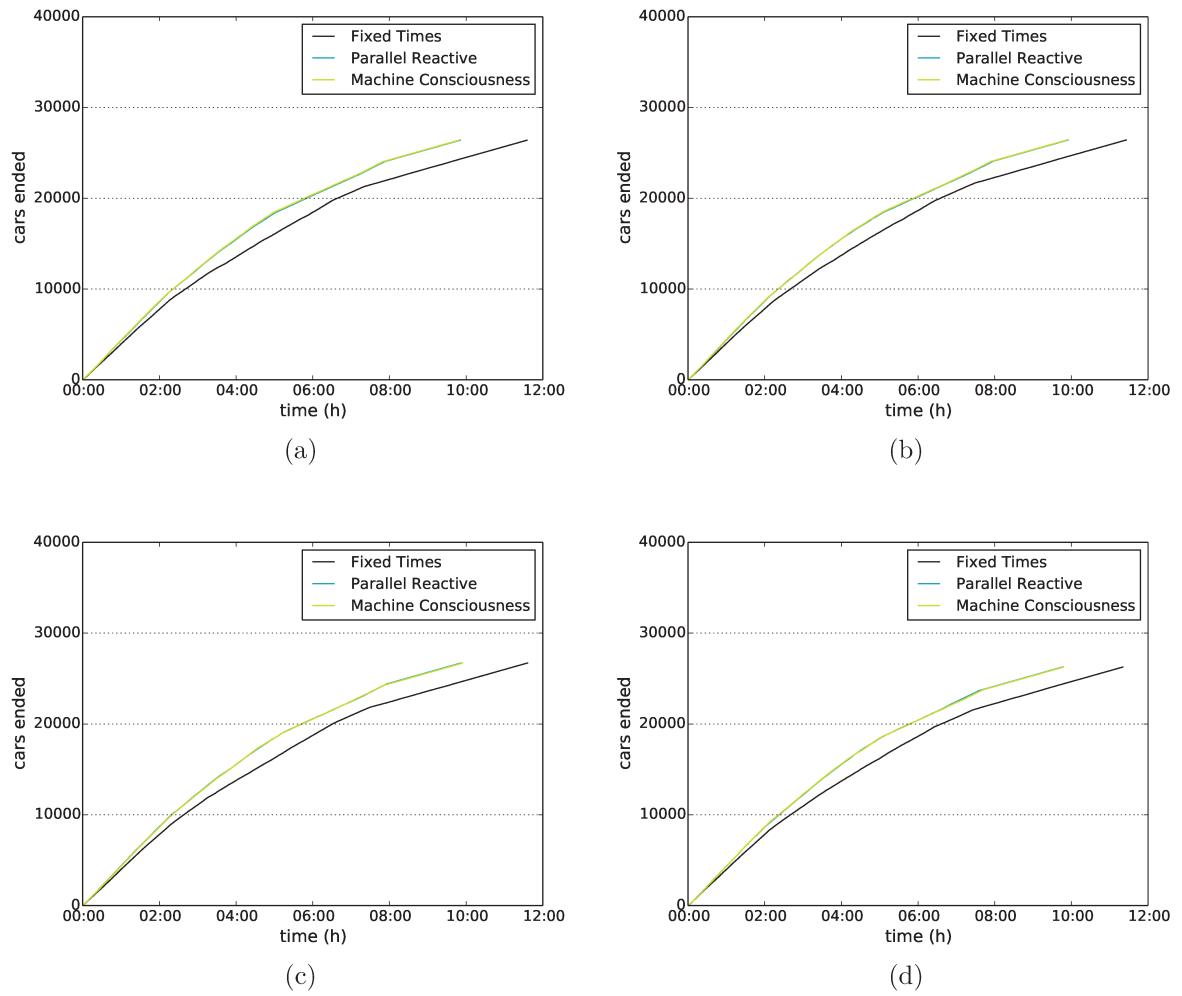 40000
30000
20000
10000
0
cars ended
00:00 02:00 04:00 06:00 08:00 10:00 12:00
time (h)
Fixed Times
Parallel Reactive
Machine Consciousness
(a)
40000
30000
20000
10000
0
cars ended
00:00 02:00 04:00 06:00 08:00 10:00 12:00
time (h)
Fixed Times
Parallel Reactive
Machine Consciousness
(b)
40000
30000
20000
10000
0
cars ended
00:00 02:00 04:00 06:00 08:00 10:00 12:00
time (h)
Fixed Times
Parallel Reactive
Machine Consciousness
(c)
40000
30000
20000
10000
0
cars ended
00:00 02:00 04:00 06:00 08:00 10:00 12:00
time (h)
Fixed Times
Parallel Reactive
Machine Consciousness
(d)